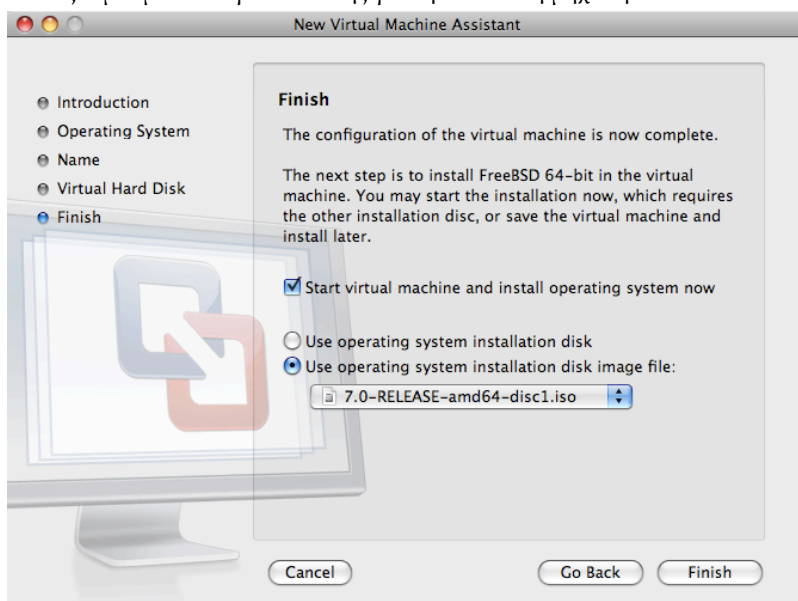 New Virtual Machine Assistant
Introduction
Operating System
Name
Virtual Hard Disk
Finish
Finish
The configuration of the virtual machine is now complete.
The next step is to install FreeBSD 64-bit in the virtual
machine. You may start the installation now, which requires
the other installation disc, or save the virtual machine and
install later.
Start virtual machine and install operating system now
Use operating system installation disk
Use operating system installation disk image file:
7.0-RELEASE-amd64-disc1.iso
Cancel
Go Back
Finish